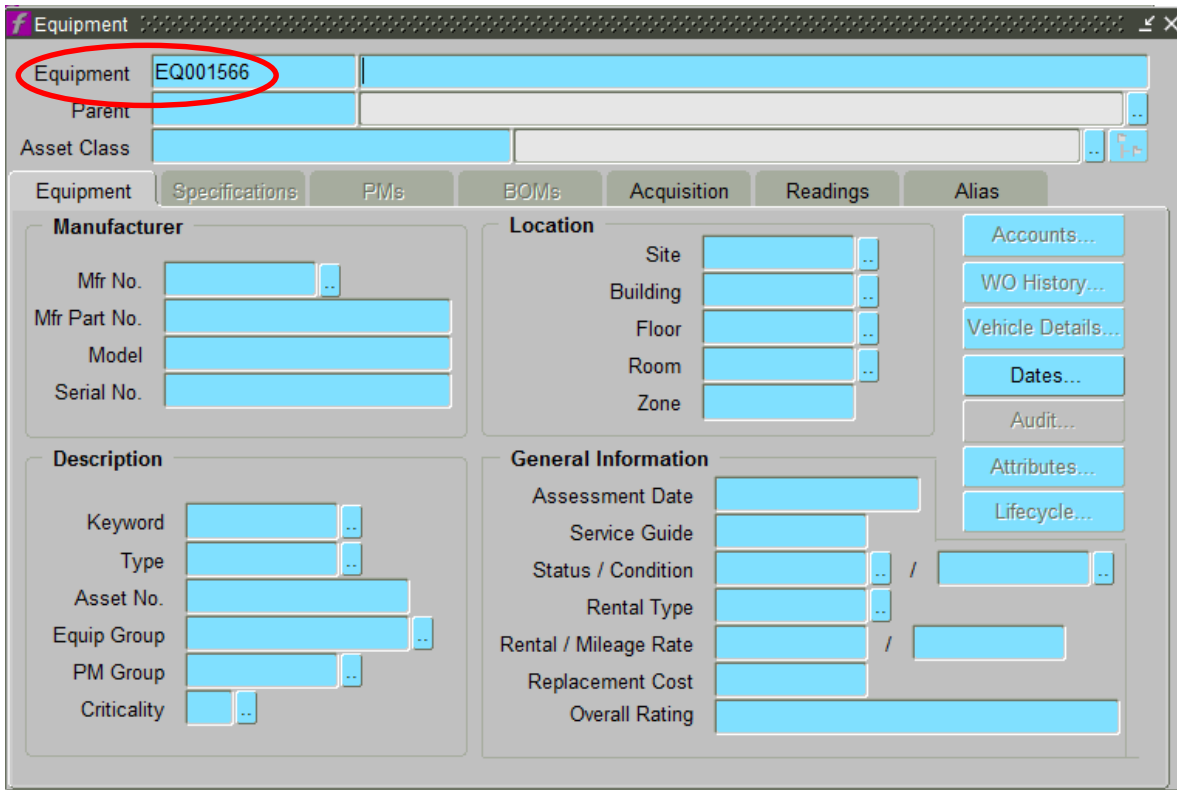 f Equipment
Equipment EQ001566
Parent ..
Asset Class ..
Equipment Specifications PMs BOMs Acquisition Readings Alias
Manufacturer
Mfr No. ..
Mfr Part No.
Model
Serial No.
Location
Site ..
Building ..
Floor ..
Room ..
Zone
Accounts...
WO History...
Vehicle Details...
Dates...
Audit...
Attributes...
Lifecycle...
Description
Keyword ..
Type ..
Asset No.
Equip Group ..
PM Group ..
Criticality ..
General Information
Assessment Date
Service Guide
Status / Condition .. / ..
Rental Type ..
Rental / Mileage Rate /
Replacement Cost
Overall Rating